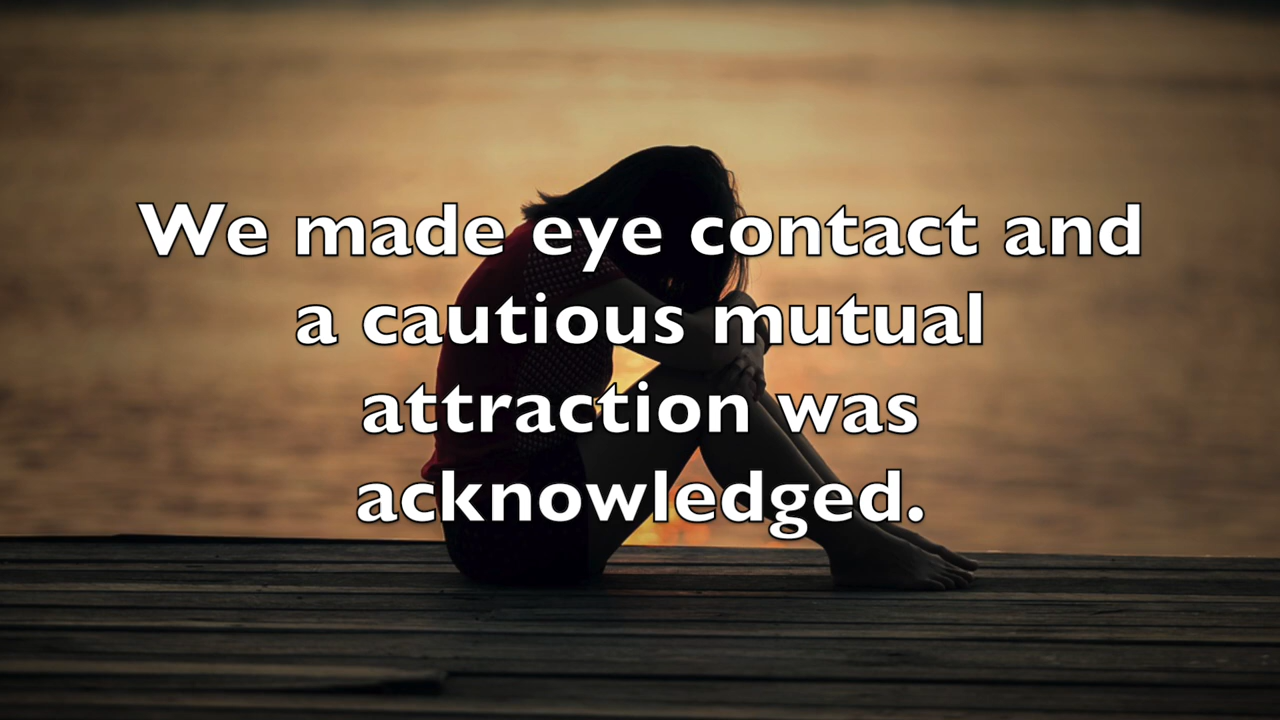 We made eye contact and
a cautious mutual
attraction was
acknowledged.